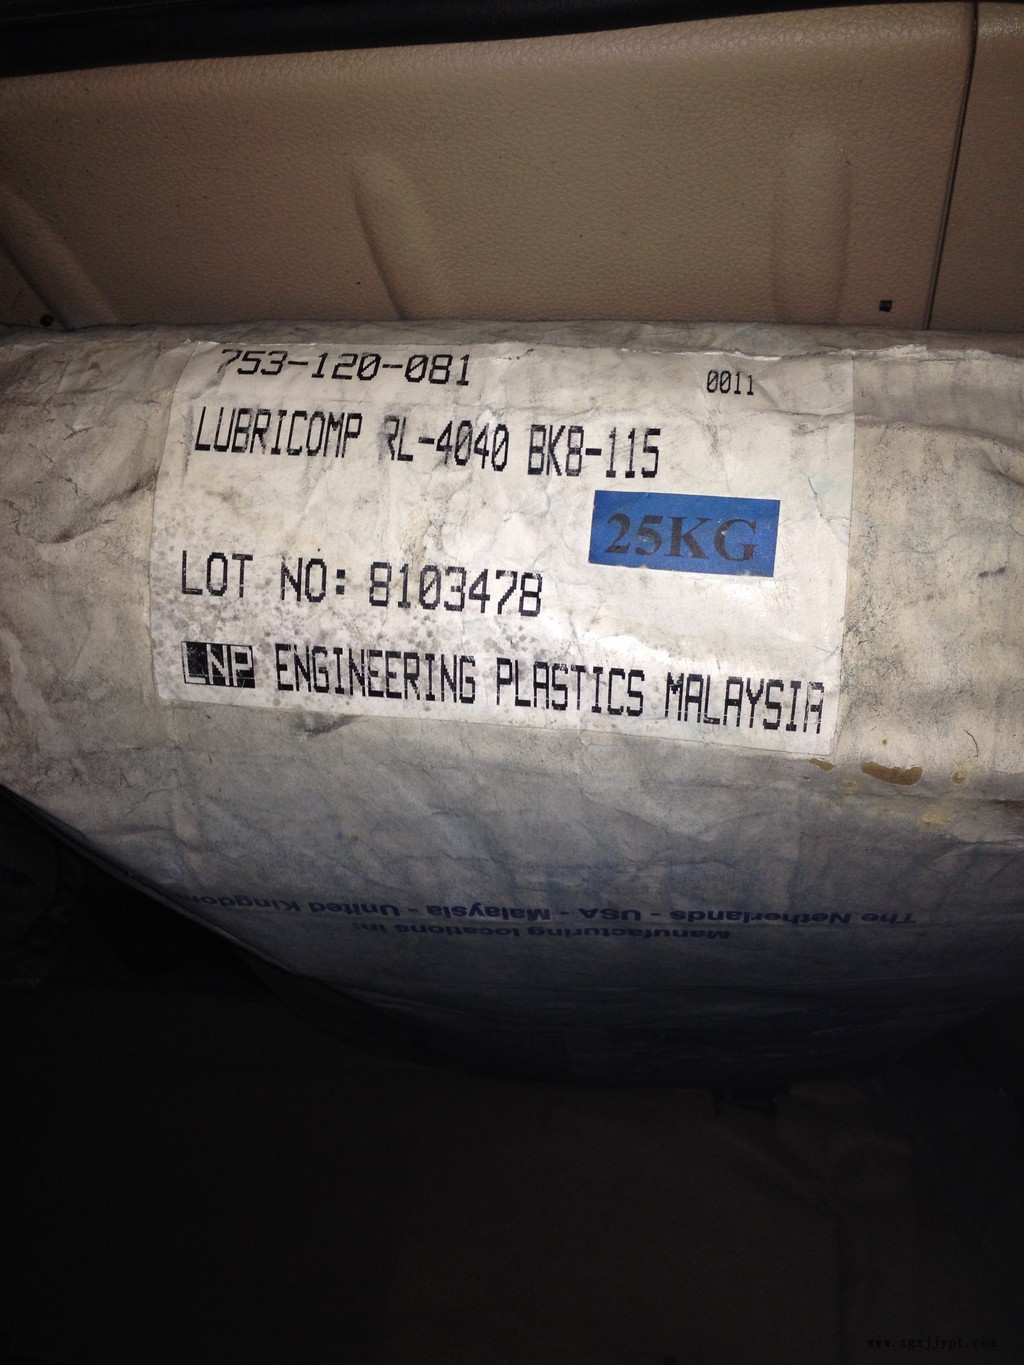 753-120-081 0011
LUBRICOMP RL-4040 BK8-115
25KG
LOT NO: 8103478
LNP ENGINEERING PLASTICS MALAYSIA
Manufacturing locations in:
The Netherlands - USA - Malaysia - United Kingdom
www.zgxjjypt.com